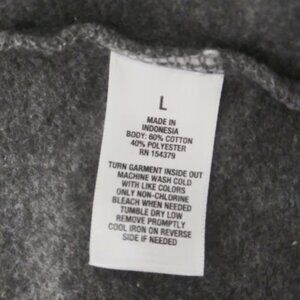 L
MADE IN
INDONESIA
BODY: 60% COTTON
40% POLYESTER
RN 154379
TURN GARMENT INSIDE OUT
MACHINE WASH COLD
WITH LIKE COLORS
ONLY NON-CHLORINE
BLEACH WHEN NEEDED
TUMBLE DRY LOW
REMOVE PROMPTLY
COOL IRON ON REVERSE
SIDE IF NEEDED